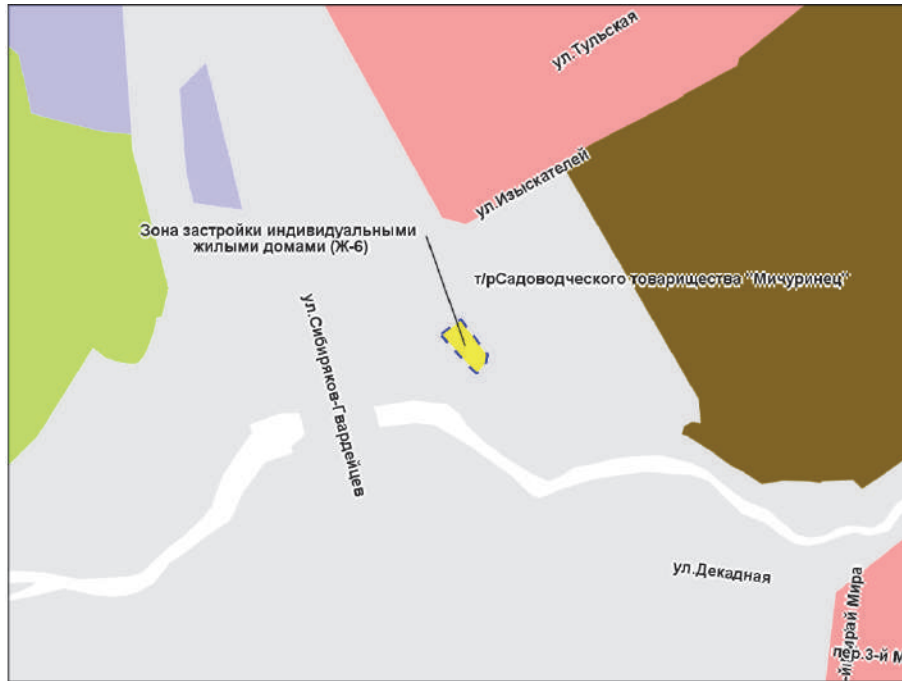 ул.Тульская
ул.Изыскателей
Зона застройки индивидуальными
жилыми домами (Ж-6)
т/рСадоводческого товарищества "Мичуринец"
ул.Сибиряков-Гвардейцев
ул.Декадная
Мира
пер.3-й М